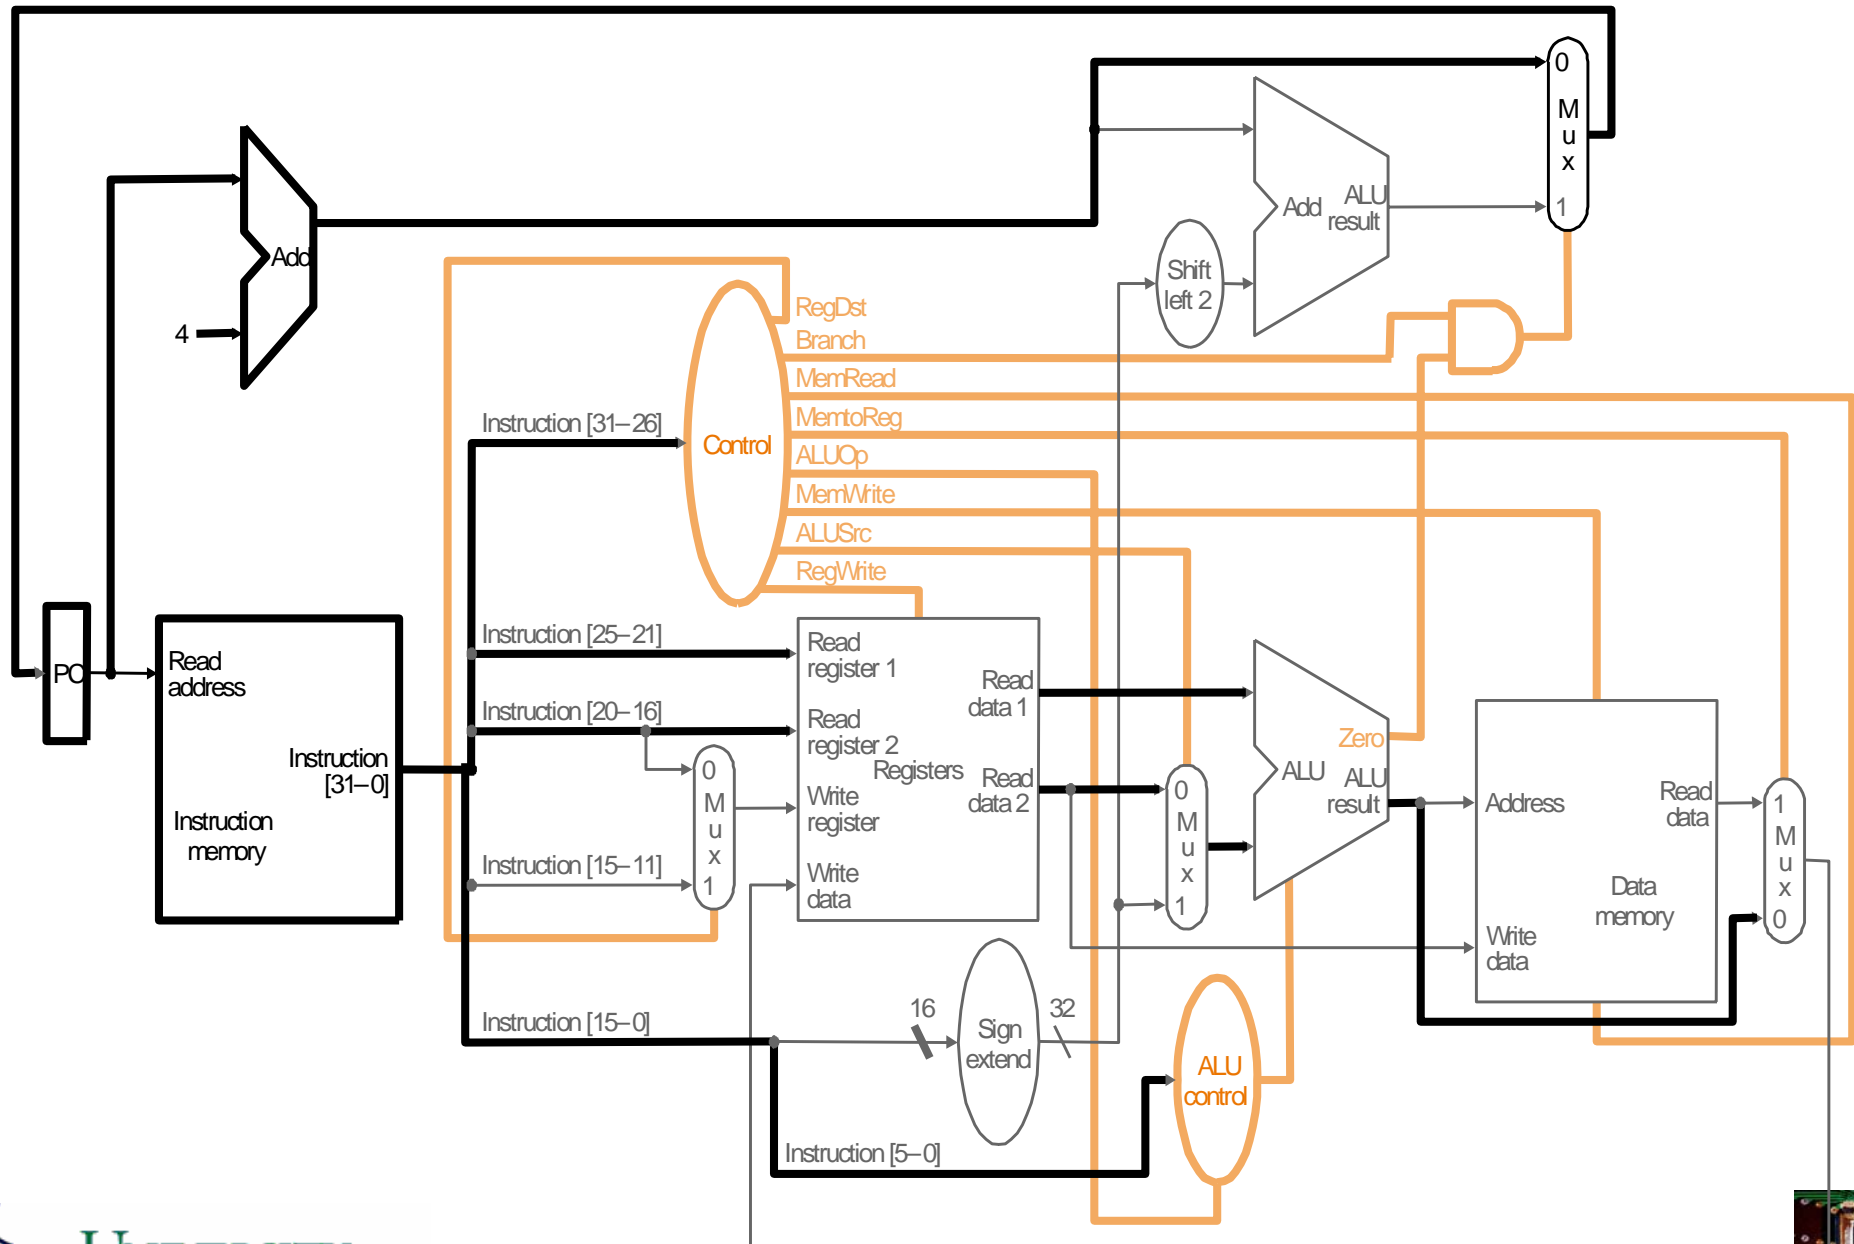 0
M
u
x
1
Add
ALU
result
Add
4
Shift
left 2
RegDst
Branch
MemRead
MemtoReg
ALUOp
MemWrite
ALUSrc
RegWrite
Control
Instruction [31–26]
Instruction [25–21]
Instruction [20–16]
Instruction [15–11]
Instruction [15–0]
Instruction [5–0]
PC
Read
address
Instruction
[31–0]
Instruction
memory
0
M
u
x
1
Read
register 1
Read
register 2
Registers
Write
register
Write
data
Read
data 1
Read
data 2
0
M
u
x
1
Zero
ALU
ALU
result
Address
Read
data
Data
memory
Write
data
1
M
u
x
0
16
Sign
extend
32
ALU
control